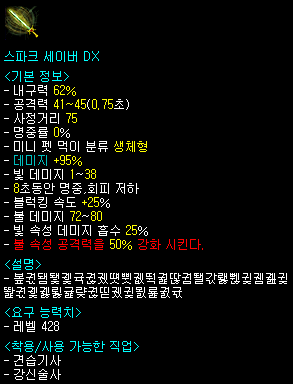 스파크 세이버 DX
<기본 정보>
- 내구력 62%
- 공격력 41~45(0,75초)
- 사정거리 75
- 명중률 0%
- 미니 펫 먹이 분류 생체형
- 데미지 +95%
- 빛 데미지 1~38
- 8초동안 명중,회피 저하
- 블럭킹 속도 +25%
- 불 데미지 72~80
- 빛 속성 데미지 흡수 25%
- 불 속성 공격력을 50% 강화 시킨다.
<설명>
<요구 능력치>
- 레벨 428
<착용/사용 가능한 직업>
- 견습기사
- 강신술사